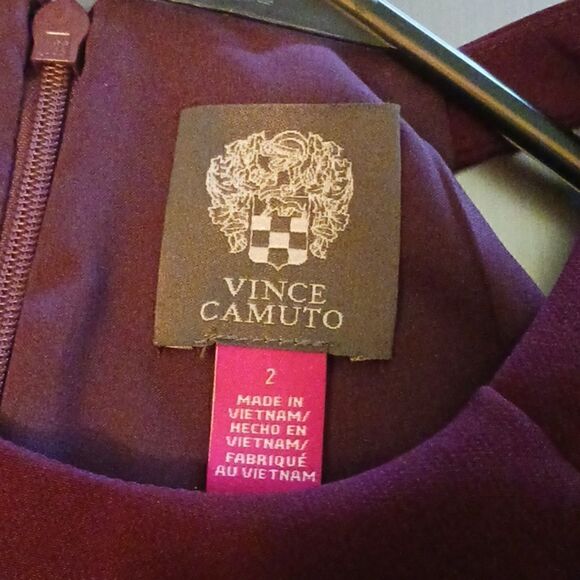 VINCE
CAMUTO
2
MADE IN
VIETNAM/
HECHO EN
VIETNAM/
FABRIQUÉ
AU VIETNAM